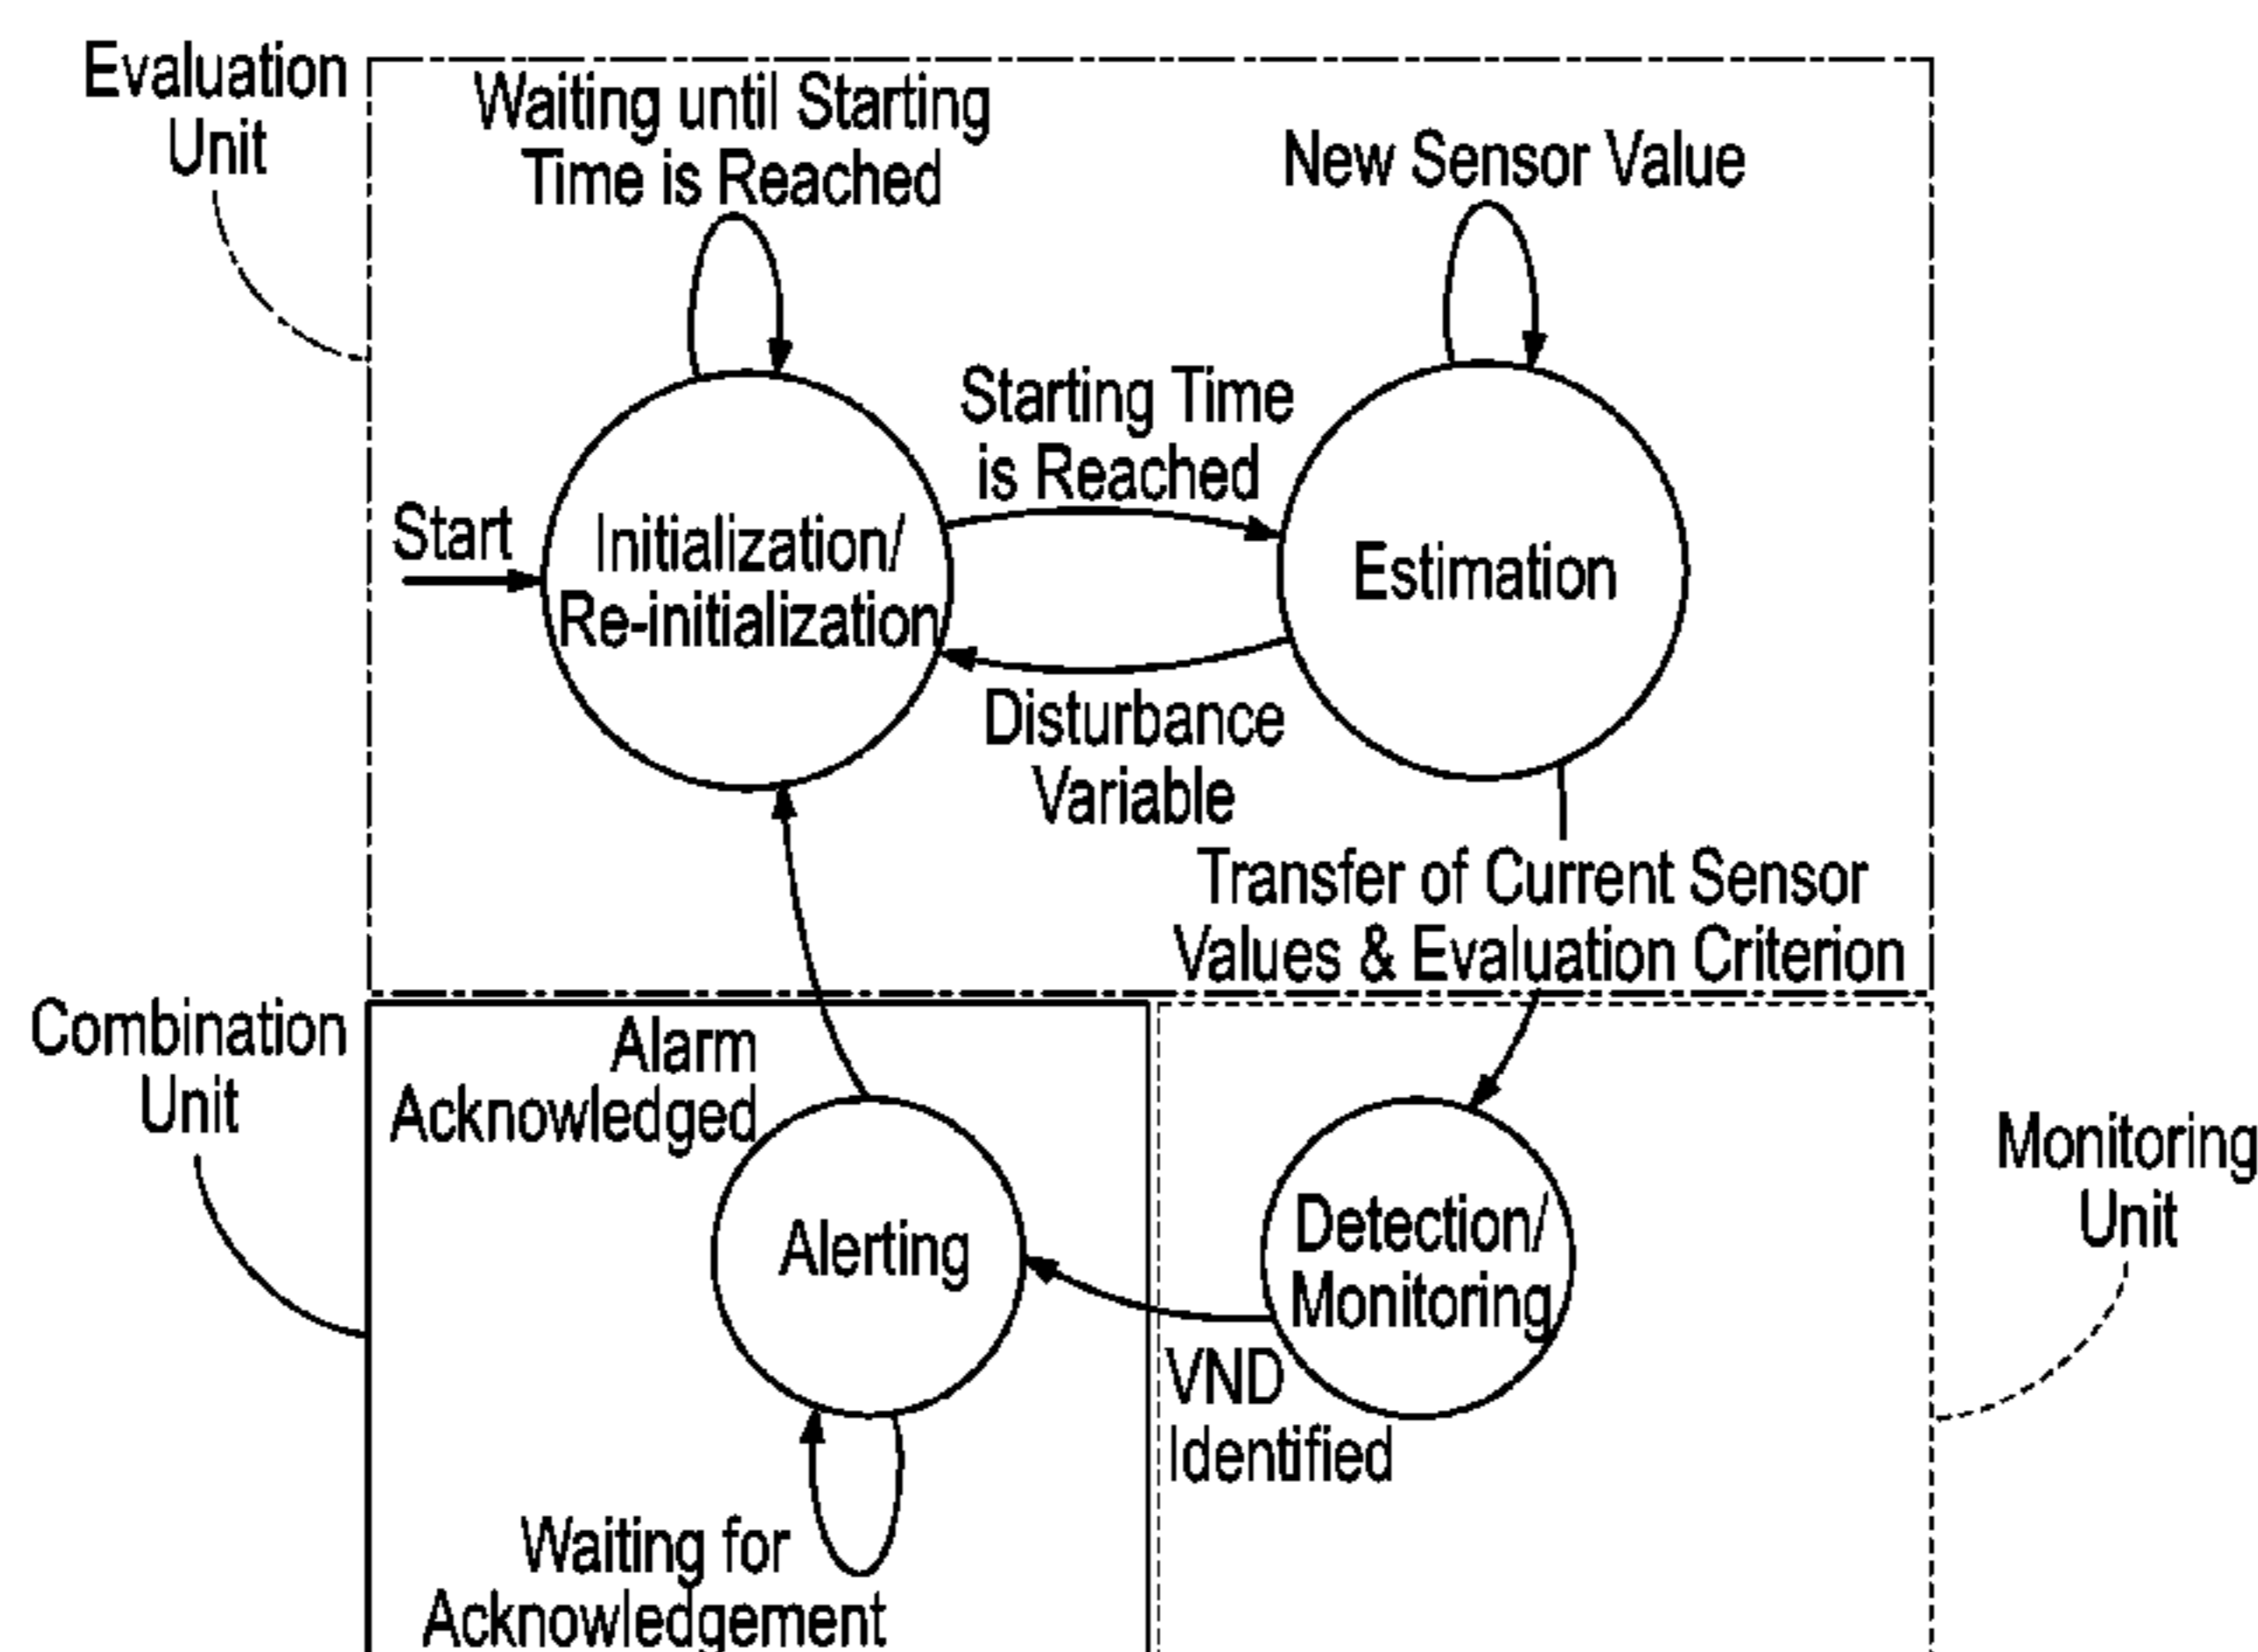 Evaluation
Unit
Waiting until Starting
Time is Reached
New Sensor Value
Starting Time
is Reached
Start
Initialization/
Re-initialization
Estimation
Disturbance
Variable
Transfer of Current Sensor
Values & Evaluation Criterion
Combination
Unit
Alarm
Acknowledged
Alerting
Detection/
Monitoring
Monitoring
Unit
VND
Identified
Waiting for
Acknowledgement